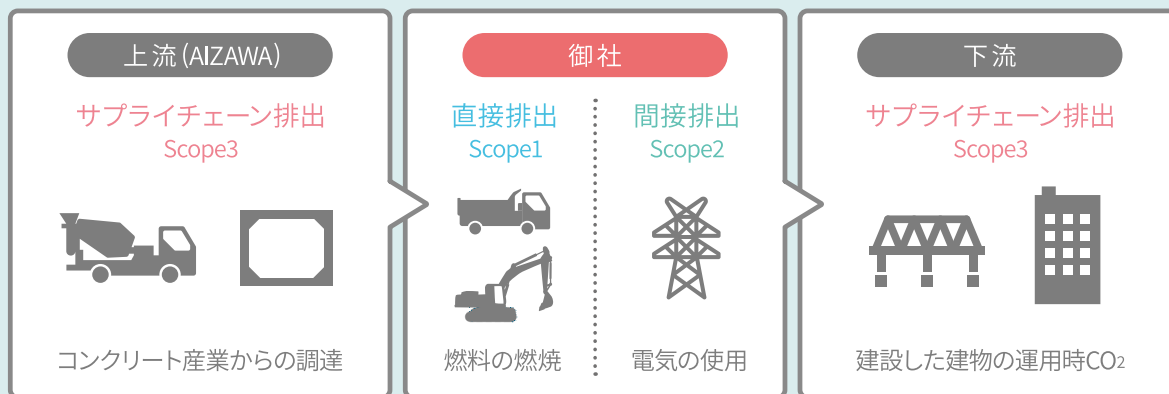 上流(AIZAWA)
サプライチェーン排出
Scope3
コンクリート産業からの調達
御社
直接排出
Scope1
燃料の燃焼
間接排出
Scope2
電気の使用
下流
サプライチェーン排出
Scope3
建設した建物の運用時CO2